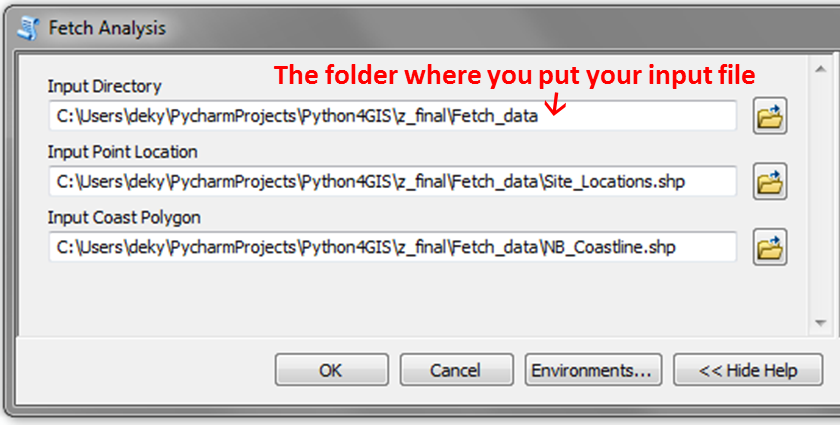 Fetch Analysis
The folder where you put your input file
Input Directory
C:\Users\deky\PycharmProjects\Python4GIS\z_final\Fetch_data
Input Point Location
C:\Users\deky\PycharmProjects\Python4GIS\z_final\Fetch_data\Site_Locations.shp
Input Coast Polygon
C:\Users\deky\PycharmProjects\Python4GIS\z_final\Fetch_data\NB_Coastline.shp
OK
Cancel
Environments...
<< Hide Help